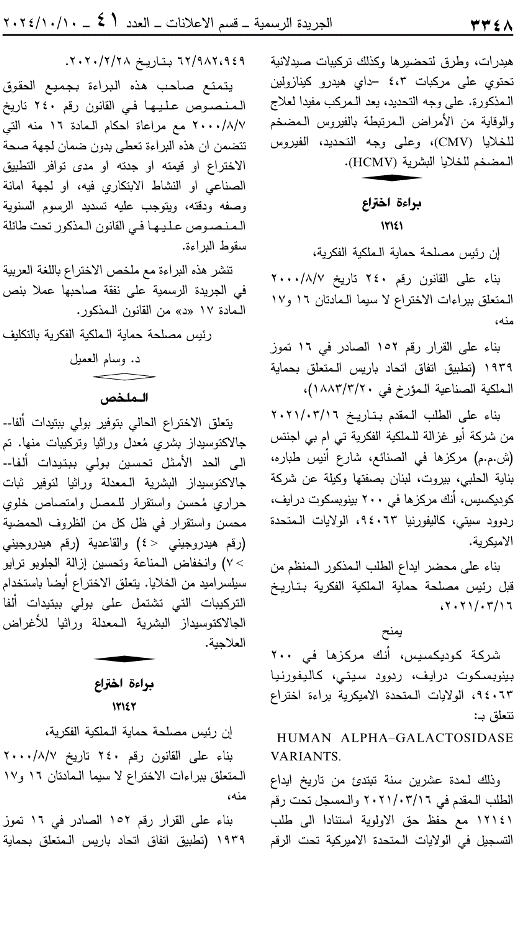 ٣٣٤٨
الجريدة الرسمية ــ قسم الاعلانات ــ العدد ٤١ ــ ٢٠٢٤/١٠/١٠
هيدرات، وطرق لتحضيرها وكذلك تركيبات صيدلانية
تحتوي على مركبات ٤،٣ –داي هيدرو كينازولين
المذكورة. على وجه التحديد، يعد المركب مفيدا لعلاج
والوقاية من الأمراض المرتبطة بالفيروس المضخم
للخلايا (CMV)، وعلى وجه التحديد، الفيروس
المضخم للخلايا البشرية (HCMV).
براءة اختراع
١٢١٤١
إن رئيس مصلحة حماية الملكية الفكرية،
بناء على القانون رقم ٢٤٠ تاريخ ٢٠٠٠/٨/٧
المتعلق ببراءات الاختراع لا سيما المادتان ١٦ و١٧
منه،
بناء على القرار رقم ١٥٢ الصادر في ١٦ تموز
١٩٣٩ (تطبيق اتفاق اتحاد باريس المتعلق بحماية
الملكية الصناعية المؤرخ في ١٨٨٣/٣/٢٠)،
بناء على الطلب المقدم بتاريخ ٢٠٢١/٠٣/١٦
من شركة أبو غزالة للملكية الفكرية تي ام بي اجنتس
(ش.م.م) مركزها في الصنائع، شارع أنيس طباره،
بناية الحلبي، بيروت، لبنان بصفتها وكيلة عن شركة
كوديكسيس، أنك مركزها في ٢٠٠ بينوبسكوت درايف،
ردوود سيتي، كاليفورنيا ٩٤٠٦٣، الولايات المتحدة
الاميركية.
بناء على محضر ايداع الطلب المذكور المنظم من
قبل رئيس مصلحة حماية الملكية الفكرية بتاريخ
٢٠٢١/٠٣/١٦،
يمنح
شركة كوديكسيس، أنك مركزها في ٢٠٠
بينوبسكوت درايف، ردوود سيتي، كاليفورنيا
٩٤٠٦٣، الولايات المتحدة الاميركية براءة اختراع
تتعلق بـ:
HUMAN ALPHA–GALACTOSIDASE
VARIANTS.
وذلك لمدة عشرين سنة تبتدئ من تاريخ ايداع
الطلب المقدم في ٢٠٢١/٠٣/١٦ والمسجل تحت رقم
١٢١٤١ مع حفظ حق الاولوية استنادا الى طلب
التسجيل في الولايات المتحدة الاميركية تحت الرقم
٦٢/٩٨٢،٩٤٩ بتاريخ ٢٠٢٠/٢/٢٨.
يتمتع صاحب هذه البراءة بجميع الحقوق
المنصوص عليها في القانون رقم ٢٤٠ تاريخ
٢٠٠٠/٨/٧ مع مراعاة احكام المادة ١٦ منه التي
تتضمن ان هذه البراءة تعطى بدون ضمان لجهة صحة
الاختراع او قيمته او جدته او مدى توافر التطبيق
الصناعي او النشاط الابتكاري فيه، او لجهة امانة
وصفه ودقته، ويتوجب عليه تسديد الرسوم السنوية
المنصوص عليها في القانون المذكور تحت طائلة
سقوط البراءة.
تنشر هذه البراءة مع ملخص الاختراع باللغة العربية
في الجريدة الرسمية على نفقة صاحبها عملا بنص
المادة ١٧ «د» من القانون المذكور.
رئيس مصلحة حماية الملكية الفكرية بالتكليف
د. وسام العميل
الملخص
يتعلق الاختراع الحالي بتوفير بولي ببتيدات ألفا--
جالاكتوسيداز بشري مُعدل وراثيا وتركيبات منها. تم
الى الحد الأمثل تحسين بولي ببتيدات ألفا--
جالاكتوسيداز البشرية المعدلة وراثيا لتوفير ثبات
حراري مُحسن واستقرار للمصل وامتصاص خلوي
محسن واستقرار في ظل كل من الظروف الحمضية
(رقم هيدروجيني <٤) والقاعدية (رقم هيدروجيني
>٧) وانخفاض المناعة وتحسين إزالة الجلوبو ترايو
سيلسراميد من الخلايا. يتعلق الاختراع أيضا باستخدام
التركيبات التي تشتمل على بولي ببتيدات ألفا
الجالاكتوسيداز البشرية المعدلة وراثيا للأغراض
العلاجية.
براءة اختراع
١٢١٤٢
إن رئيس مصلحة حماية الملكية الفكرية،
بناء على القانون رقم ٢٤٠ تاريخ ٢٠٠٠/٨/٧
المتعلق ببراءات الاختراع لا سيما المادتان ١٦ و١٧
منه،
بناء على القرار رقم ١٥٢ الصادر في ١٦ تموز
١٩٣٩ (تطبيق اتفاق اتحاد باريس المتعلق بحماية